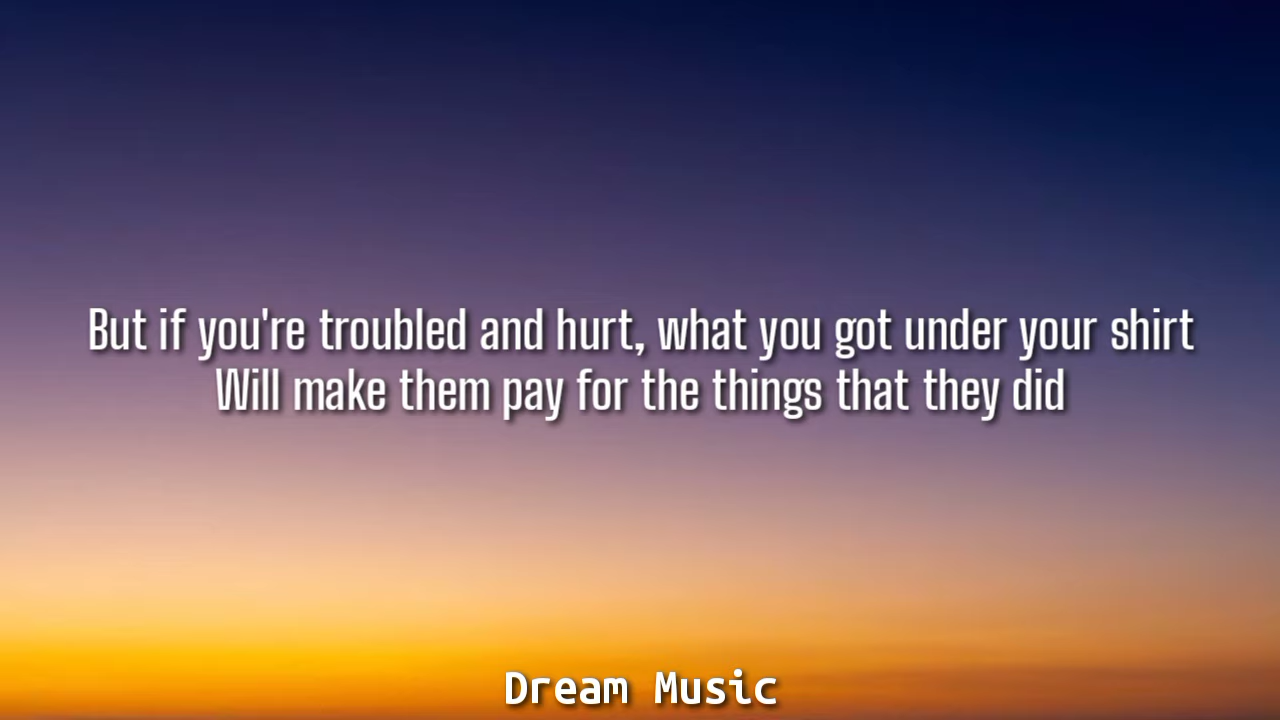 But if you're troubled and hurt, what you got under your shirt
Will make them pay for the things that they did
Dream Music